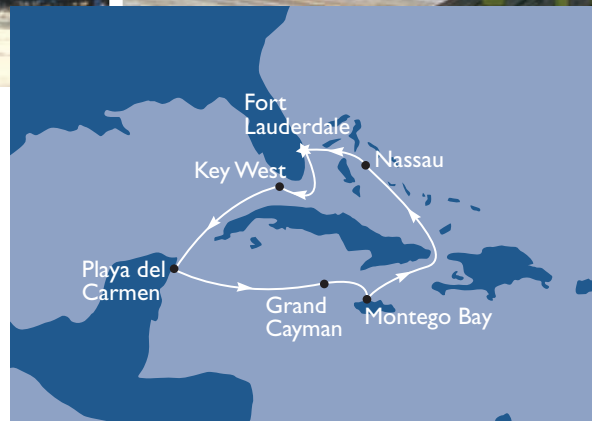 Fort
Lauderdale
Key West
Nassau
Playa del
Carmen
Grand
Cayman
Montego Bay